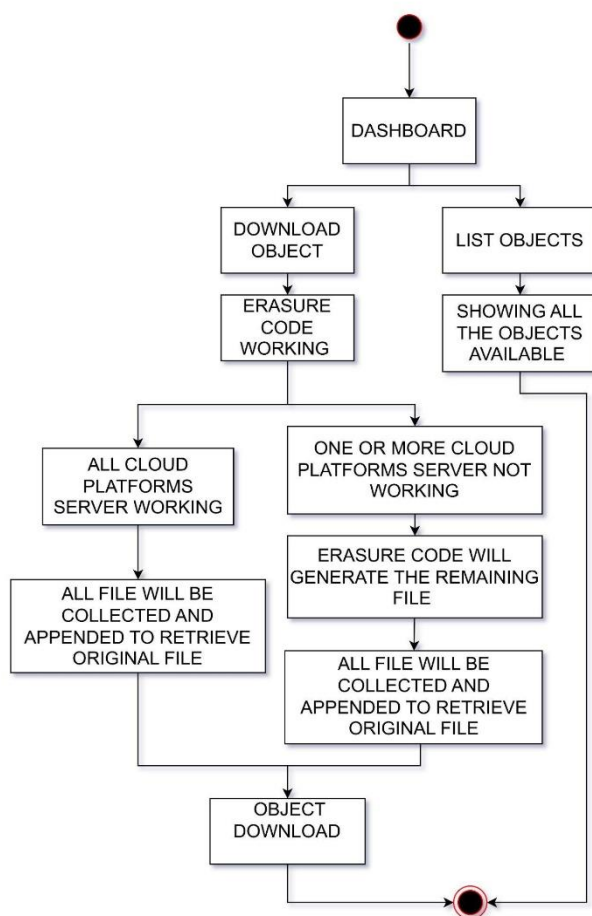 DASHBOARD
DOWNLOAD
OBJECT
LIST OBJECTS
ERASURE
CODE
WORKING
SHOWING ALL
THE OBJECTS
AVAILABLE
ALL CLOUD
PLATFORMS
SERVER WORKING
ONE OR MORE CLOUD
PLATFORMS SERVER NOT
WORKING
ERASURE CODE WILL
GENERATE THE REMAINING
FILE
ALL FILE WILL BE
COLLECTED AND
APPENDED TO RETRIEVE
ORIGINAL FILE
ALL FILE WILL BE
COLLECTED AND
APPENDED TO RETRIEVE
ORIGINAL FILE
OBJECT
DOWNLOAD